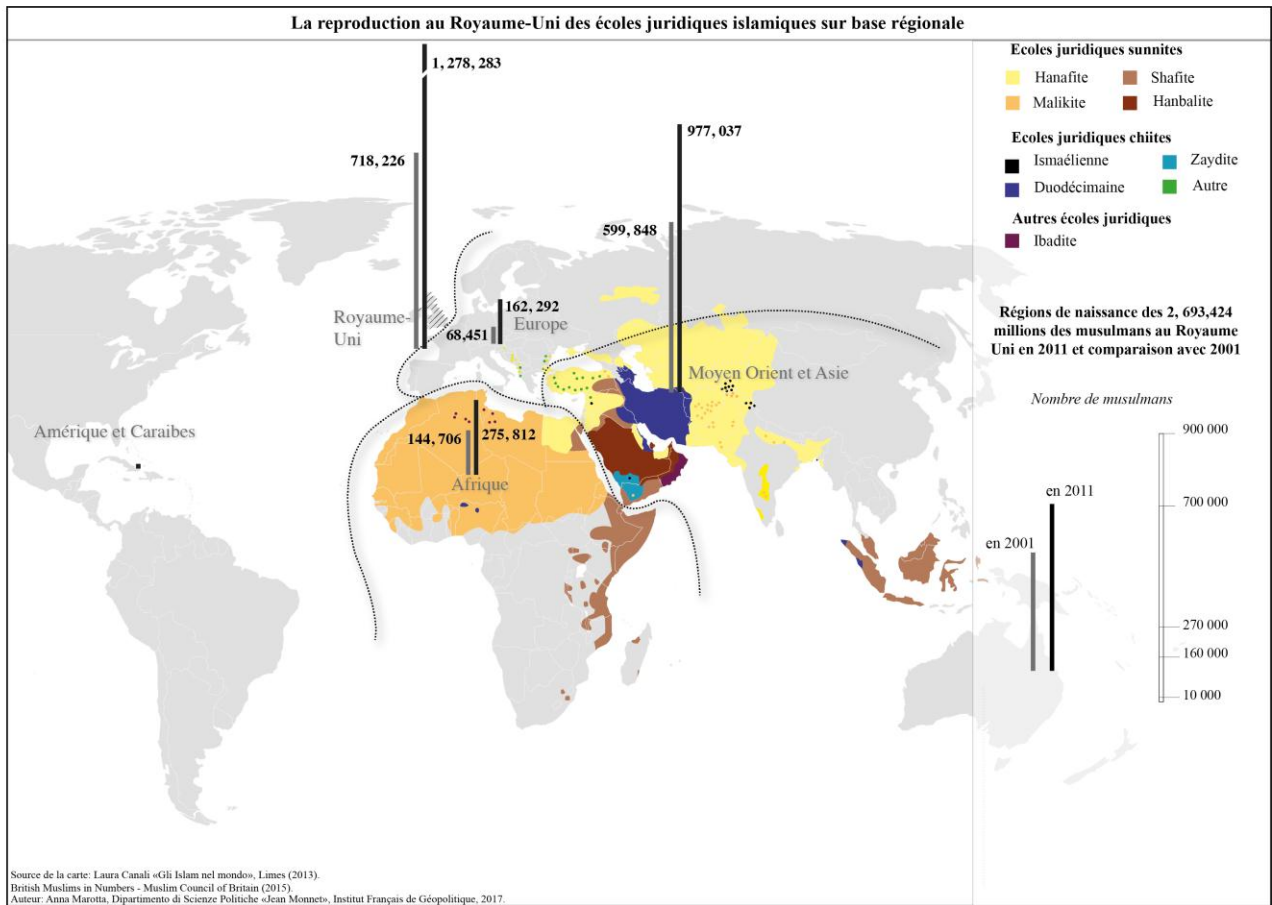 La reproduction au Royaume-Uni des écoles juridiques islamiques sur base régionale
1, 278, 283
718, 226
977, 037
599, 848
162, 292
68,451
Royaume-
Uni
Europe
Moyen Orient et Asie
Amérique et Caraibes
144, 706
275, 812
Afrique
Ecoles juridiques sunnites
Hanafite
Shafite
Malikite
Hanbalite
Ecoles juridiques chiites
Ismaélienne
Zaydite
Duodécimaine
Autre
Autres écoles juridiques
Ibadite
Régions de naissance des 2, 693,424
millions des musulmans au Royaume
Uni en 2011 et comparaison avec 2001
Nombre de musulmans
900 000
en 2011
700 000
en 2001
270 000
160 000
10 000
Source de la carte: Laura Canali «Gli Islam nel mondo», Limes (2013).
British Muslims in Numbers - Muslim Council of Britain (2015).
Auteur: Anna Marotta, Dipartimento di Scienze Politiche «Jean Monnet», Institut Français de Géopolitique, 2017.